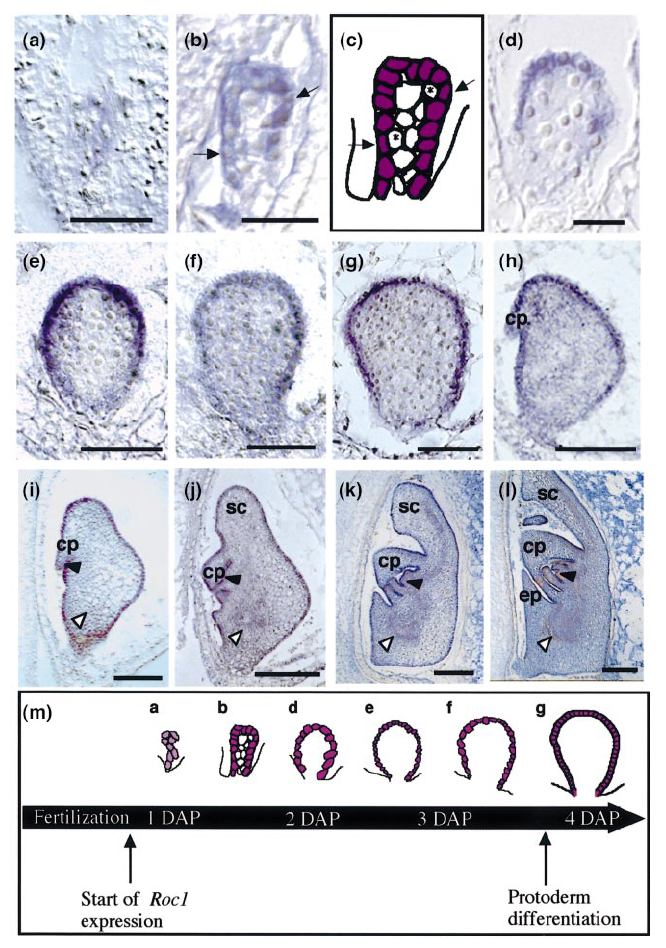 (a)
(b)
(c)
*
*
(d)
(e)
(f)
(g)
(h)
cp
(i)
cp
(j)
sc
cp
(k)
sc
cp
(l)
sc
cp
ep
(m)
a
b
d
e
f
g
Fertilization
1 DAP
2 DAP
3 DAP
4 DAP
Start of Roc1
expression
Protoderm
differentiation